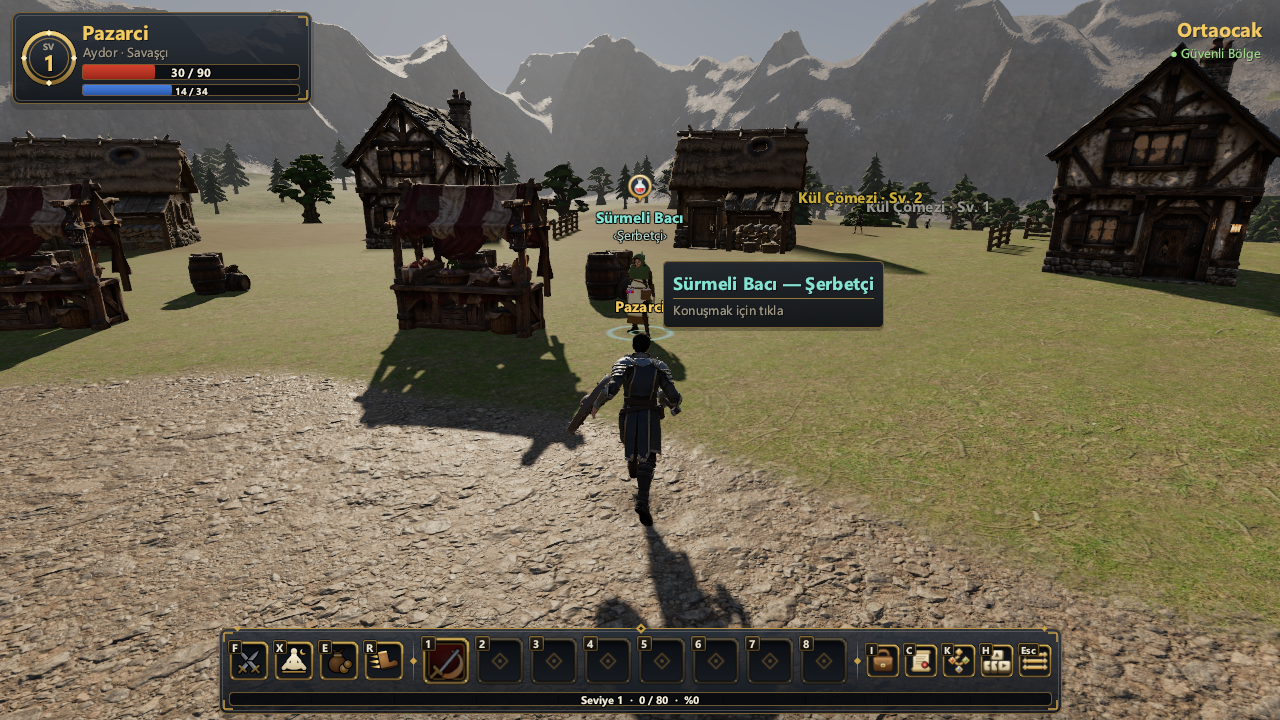 SV
1
Pazarci
Aydor · Savaşçı
30 / 90
14 / 34
Ortaocak
Güvenli Bölge
Sürmeli Bacı
‹Şerbetçi›
Kül Çömezi · Sv. 2
Kül Çömezi · Sv. 1
Sürmeli Bacı — Şerbetçi
Konuşmak için tıkla
Pazarci
F X E R 1 2 3 4 5 6 7 8 I C K H Esc
Seviye 1 · 0 / 80 · %0